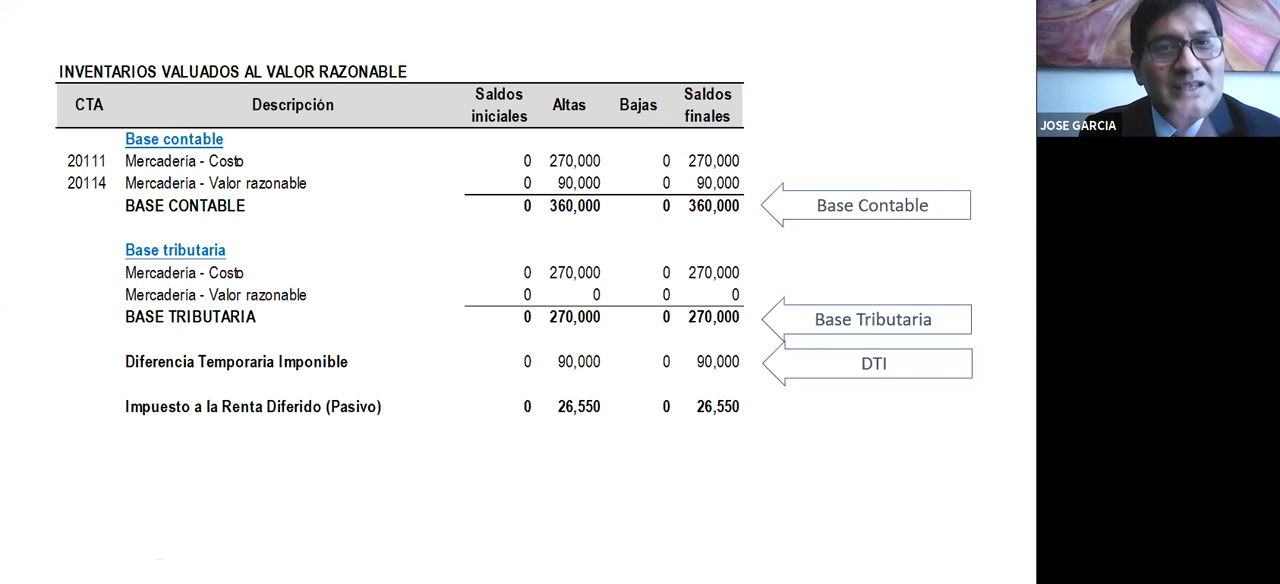 INVENTARIOS VALUADOS AL VALOR RAZONABLE
CTA Descripción Saldos iniciales Altas Bajas Saldos finales
Base contable
20111 Mercadería - Costo 0 270,000 0 270,000
20114 Mercadería - Valor razonable 0 90,000 0 90,000
BASE CONTABLE 0 360,000 0 360,000
Base Contable
Base tributaria
Mercadería - Costo 0 270,000 0 270,000
Mercadería - Valor razonable 0 0 0 0
BASE TRIBUTARIA 0 270,000 0 270,000
Base Tributaria
Diferencia Temporaria Imponible 0 90,000 0 90,000
DTI
Impuesto a la Renta Diferido (Pasivo) 0 26,550 0 26,550
JOSE GARCIA